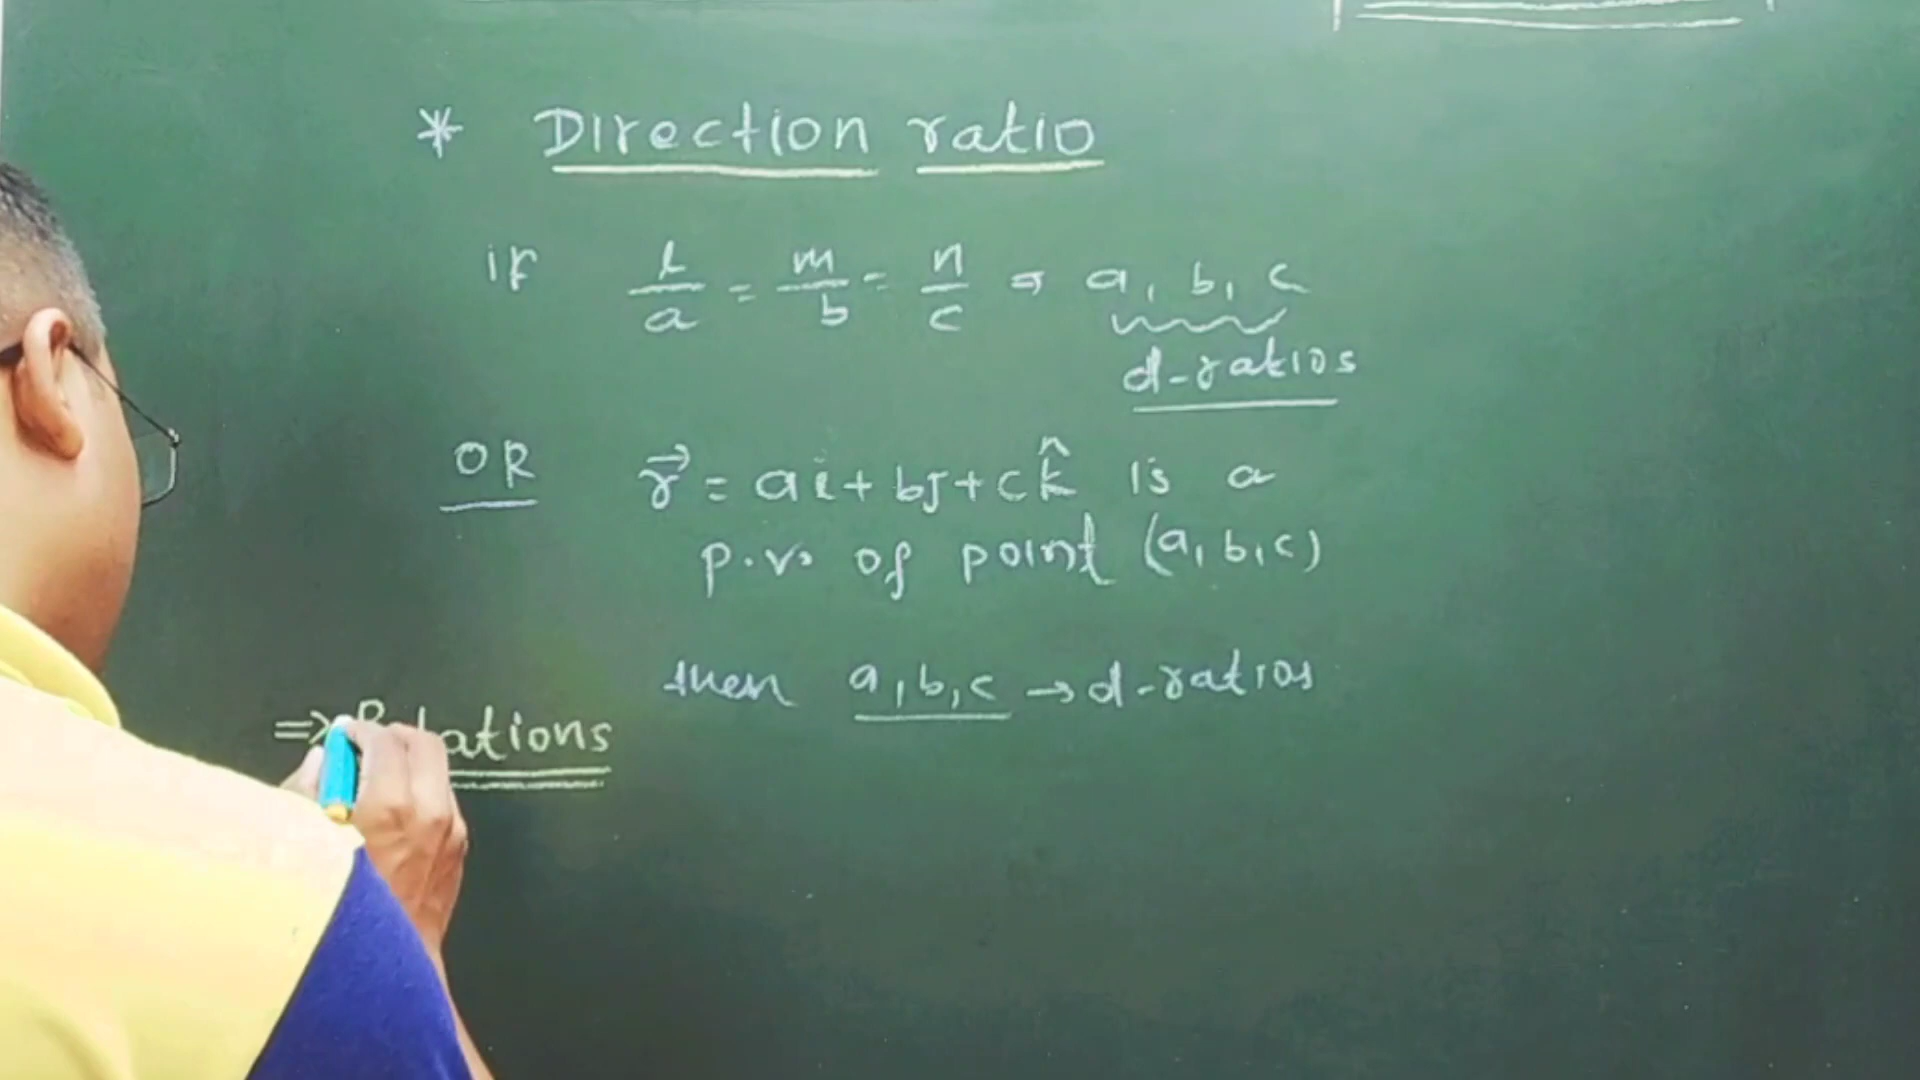 * Direction ratio
if l/a = m/b = n/c ⇒ a, b, c
d-ratios
OR r⃗ = ai + bj + ck̂ is a
p.v. of point (a, b, c)
then a, b, c → d-ratios
⇒ Relations